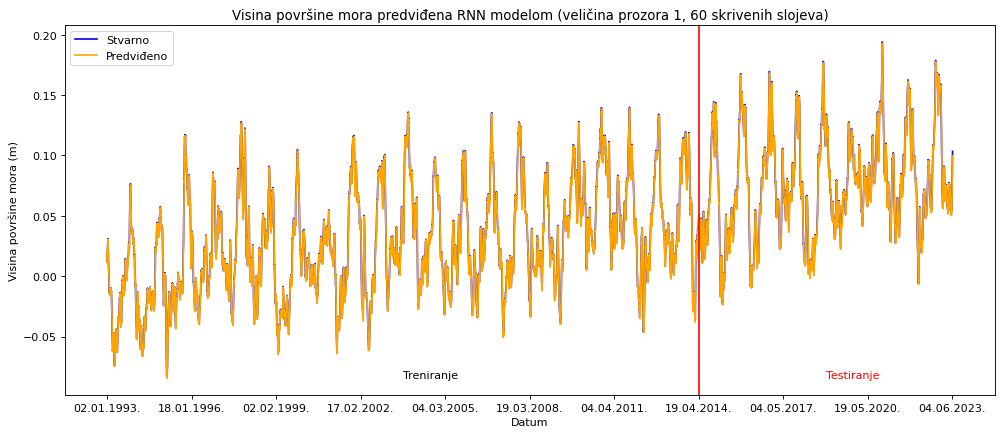 Visina površine mora predviđena RNN modelom (veličina prozora 1, 60 skrivenih slojeva)
Stvarno
Predviđeno
0.20
0.15
0.10
0.05
0.00
−0.05
Visina površine mora (m)
Treniranje
Testiranje
02.01.1993. 18.01.1996. 02.02.1999. 17.02.2002. 04.03.2005. 19.03.2008. 04.04.2011. 19.04.2014. 04.05.2017. 19.05.2020. 04.06.2023.
Datum